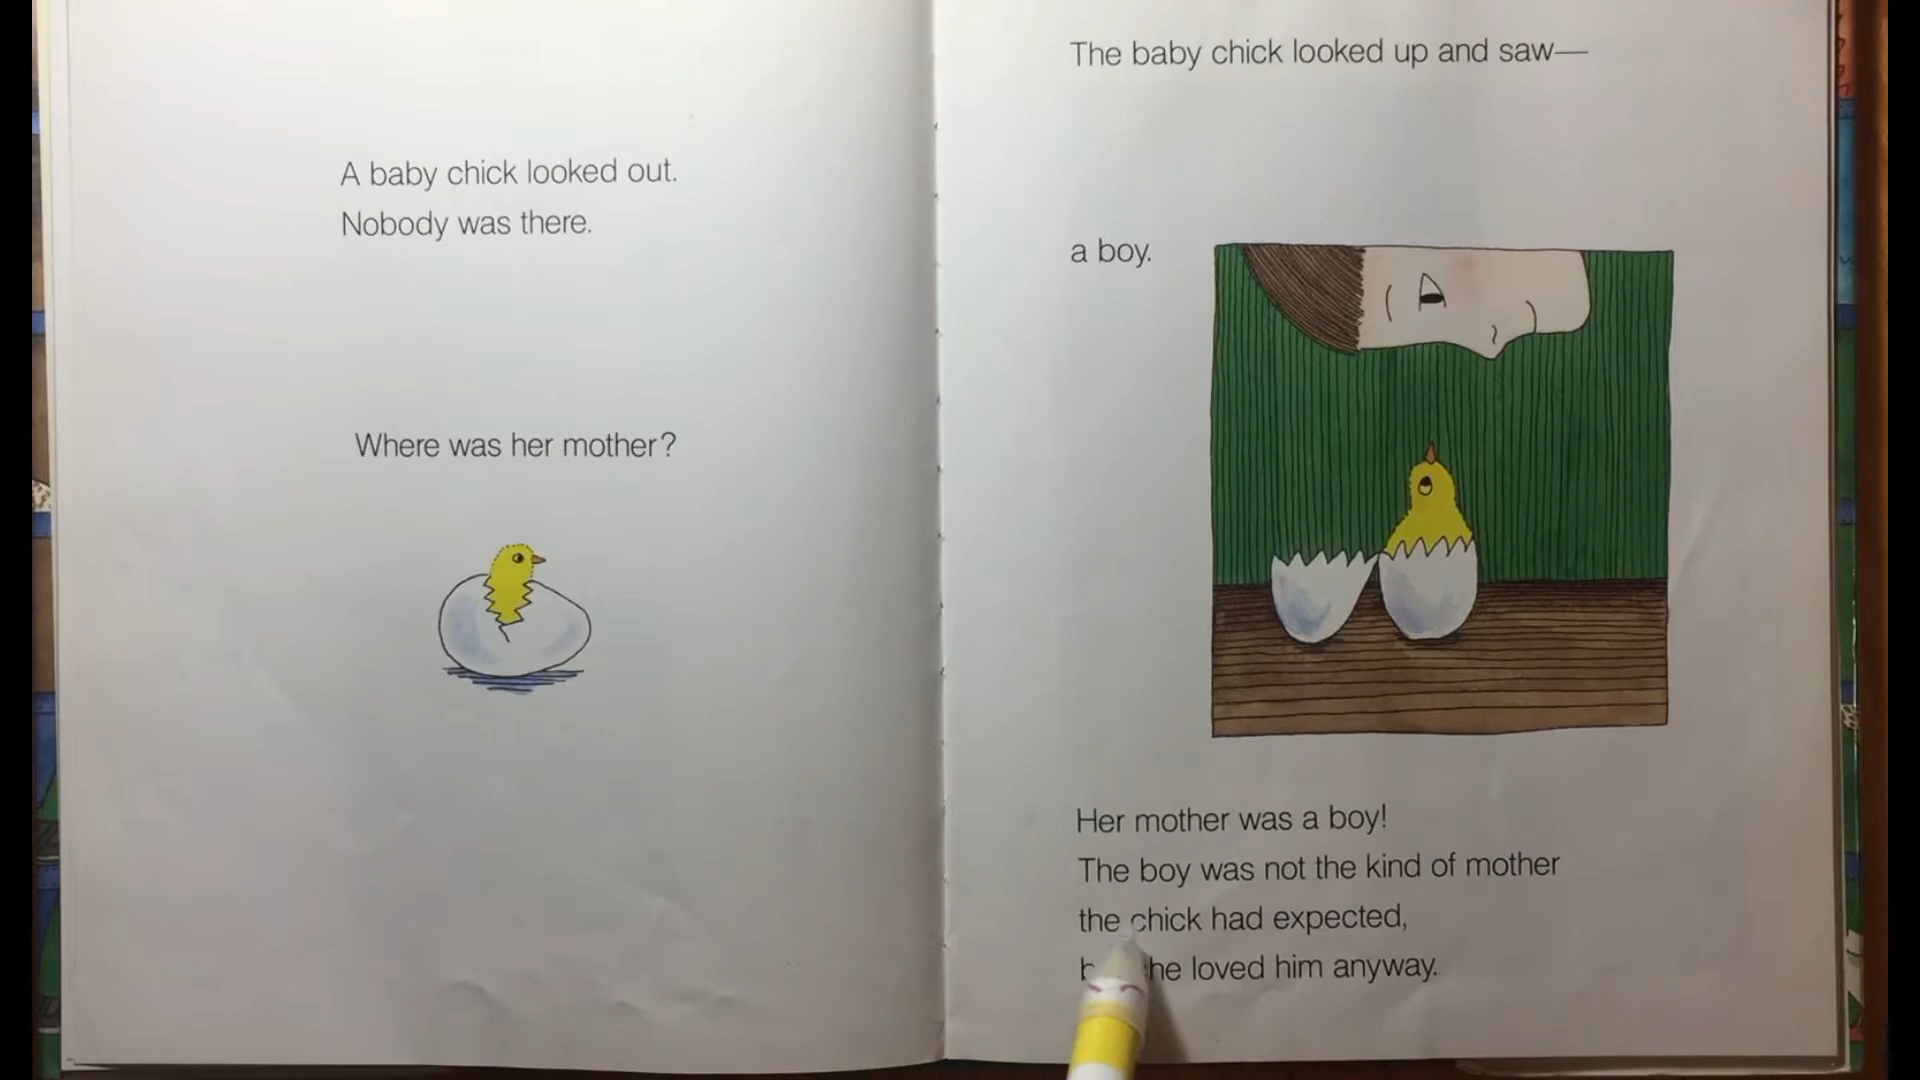 A baby chick looked out.
Nobody was there.
Where was her mother?
The baby chick looked up and saw—
a boy.
Her mother was a boy!
The boy was not the kind of mother
the chick had expected,
loved him anyway.